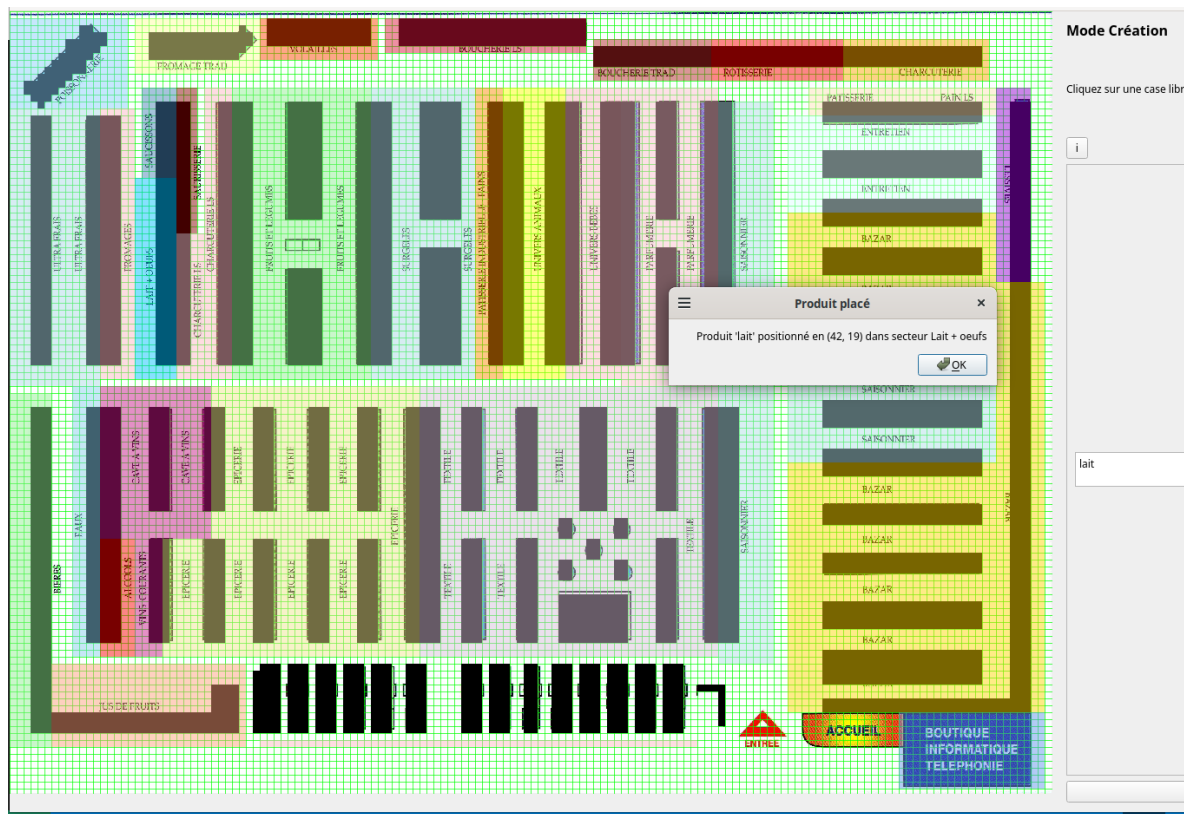 Mode Création
Cliquez sur une case libr
i
lait
Produit placé
Produit 'lait' positionné en (42, 19) dans secteur Lait + oeufs
OK
POISSONNERIE
FROMAGE TRAD
VOLAILLES
BOUCHERIE LS
BOUCHERIE TRAD
ROTISSERIE
CHARCUTERIE
PATISSERIE
PAIN LS
ENTRETIEN
ENTRETIEN
BAZAR
ULTRA FRAIS
ULTRA FRAIS
FROMAGES
SAUCISSONS
LAIT + OEUFS
CHARCUTERIE LS
CHARCUTERIE LS
FRUITS ET LEGUMES
FRUITS ET LEGUMES
SURGELES
SURGELES
PATISSERIE INDUSTRIELLE - PAINS
UNIVERS ANIMAUX
UNIVERS BEBE
PARFUMERIE
PARFUMERIE
SAISONNIER
SAISONNIER
SAISONNIER
BAZAR
BAZAR
BAZAR
BAZAR
BAZAR
BIERES
EAUX
CAVE A VINS
CAVE A VINS
ALCOOLS
VINS COURANTS
EPICERIE
EPICERIE
EPICERIE
EPICERIE
EPICERIE
EPICERIE
EPICERIE
EPICERIE
TEXTILE
TEXTILE
TEXTILE
TEXTILE
TEXTILE
TEXTILE
TEXTILE
SAISONNIER
JUS DE FRUITS
ENTREE
ACCUEIL
BOUTIQUE
INFORMATIQUE
TELEPHONIE